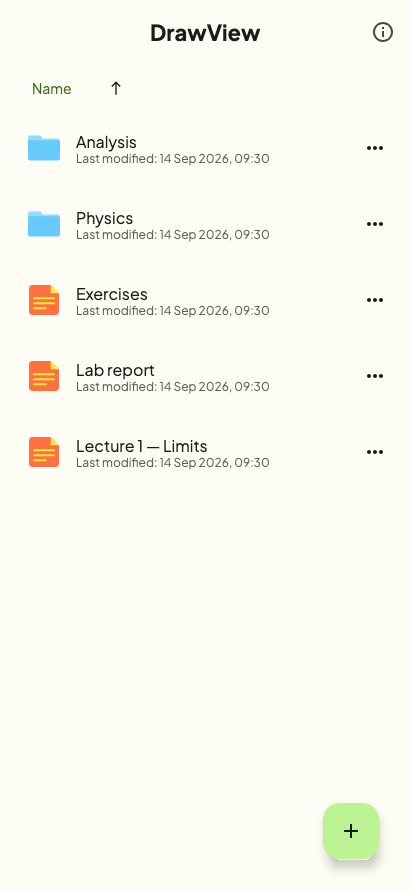 DrawView
Name
Analysis
Last modified: 14 Sep 2026, 09:30
Physics
Last modified: 14 Sep 2026, 09:30
Exercises
Last modified: 14 Sep 2026, 09:30
Lab report
Last modified: 14 Sep 2026, 09:30
Lecture 1 — Limits
Last modified: 14 Sep 2026, 09:30